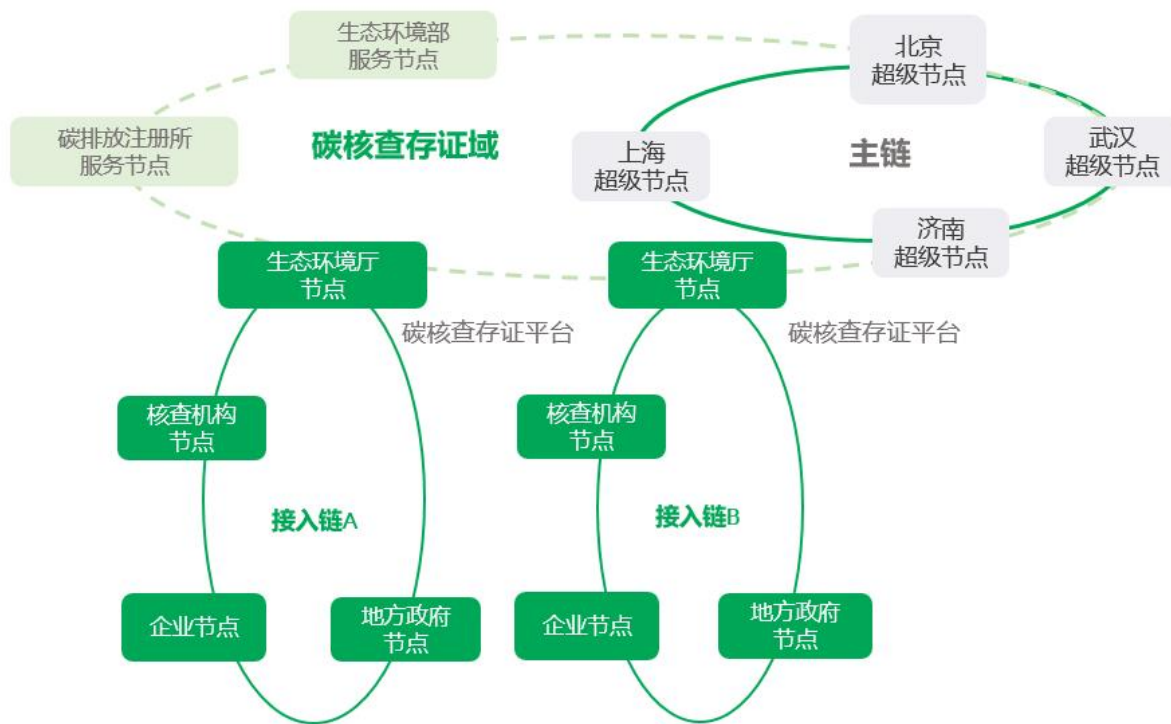 生态环境部
服务节点
北京
超级节点
碳排放注册所
服务节点
碳核查存证域
上海
超级节点
主链
武汉
超级节点
济南
超级节点
生态环境厅
节点
生态环境厅
节点
碳核查存证平台
碳核查存证平台
核查机构
节点
核查机构
节点
接入链A
接入链B
企业节点
地方政府
节点
企业节点
地方政府
节点